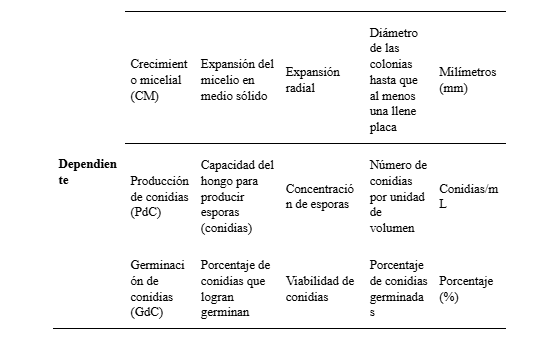 Crecimient
o micelial
(CM)
Expansión del
micelio en
medio sólido
Expansión
radial
Diámetro
de las
colonias
hasta que
al menos
una llene
placa
Milímetros
(mm)
Dependien
te
Producción
de conidias
(PdC)
Capacidad del
hongo para
producir
esporas
(conidias)
Concentració
n de esporas
Número de
conidias
por unidad
de
volumen
Conidias/m
L
Germinaci
ón de
conidias
(GdC)
Porcentaje de
conidias que
logran
germinan
Viabilidad de
conidias
Porcentaje
de conidias
germinada
s
Porcentaje
(%)